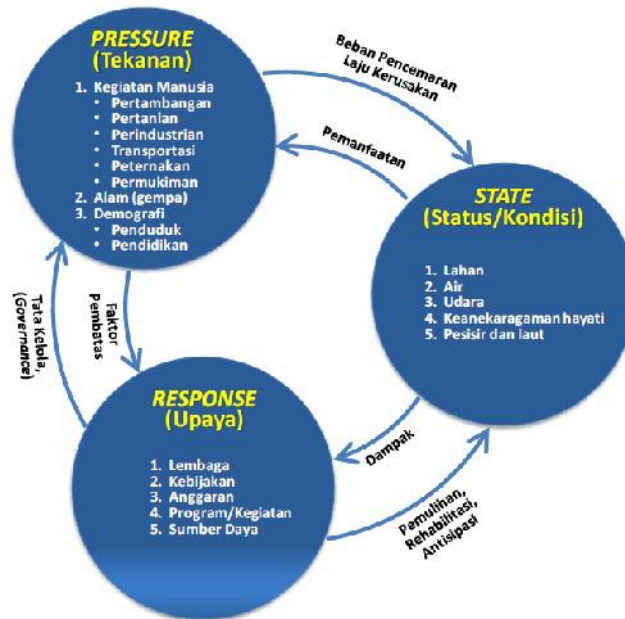 PRESSURE
(Tekanan)
1. Kegiatan Manusia
• Pertambangan
• Pertanian
• Perindustrian
• Transportasi
• Peternakan
• Permukiman
2. Alam (gempa)
3. Demografi
• Penduduk
• Pendidikan
Beban Pencemaran
Laju Kerusakan
Pemanfaatan
STATE
(Status/Kondisi)
1. Lahan
2. Air
3. Udara
4. Keanekaragaman hayati
5. Pesisir dan laut
Tata Kelola,
(Governance)
Faktor
Pembatas
RESPONSE
(Upaya)
1. Lembaga
2. Kebijakan
3. Anggaran
4. Program/Kegiatan
5. Sumber Daya
Dampak
Pemulihan,
Rehabilitasi,
Antisipasi